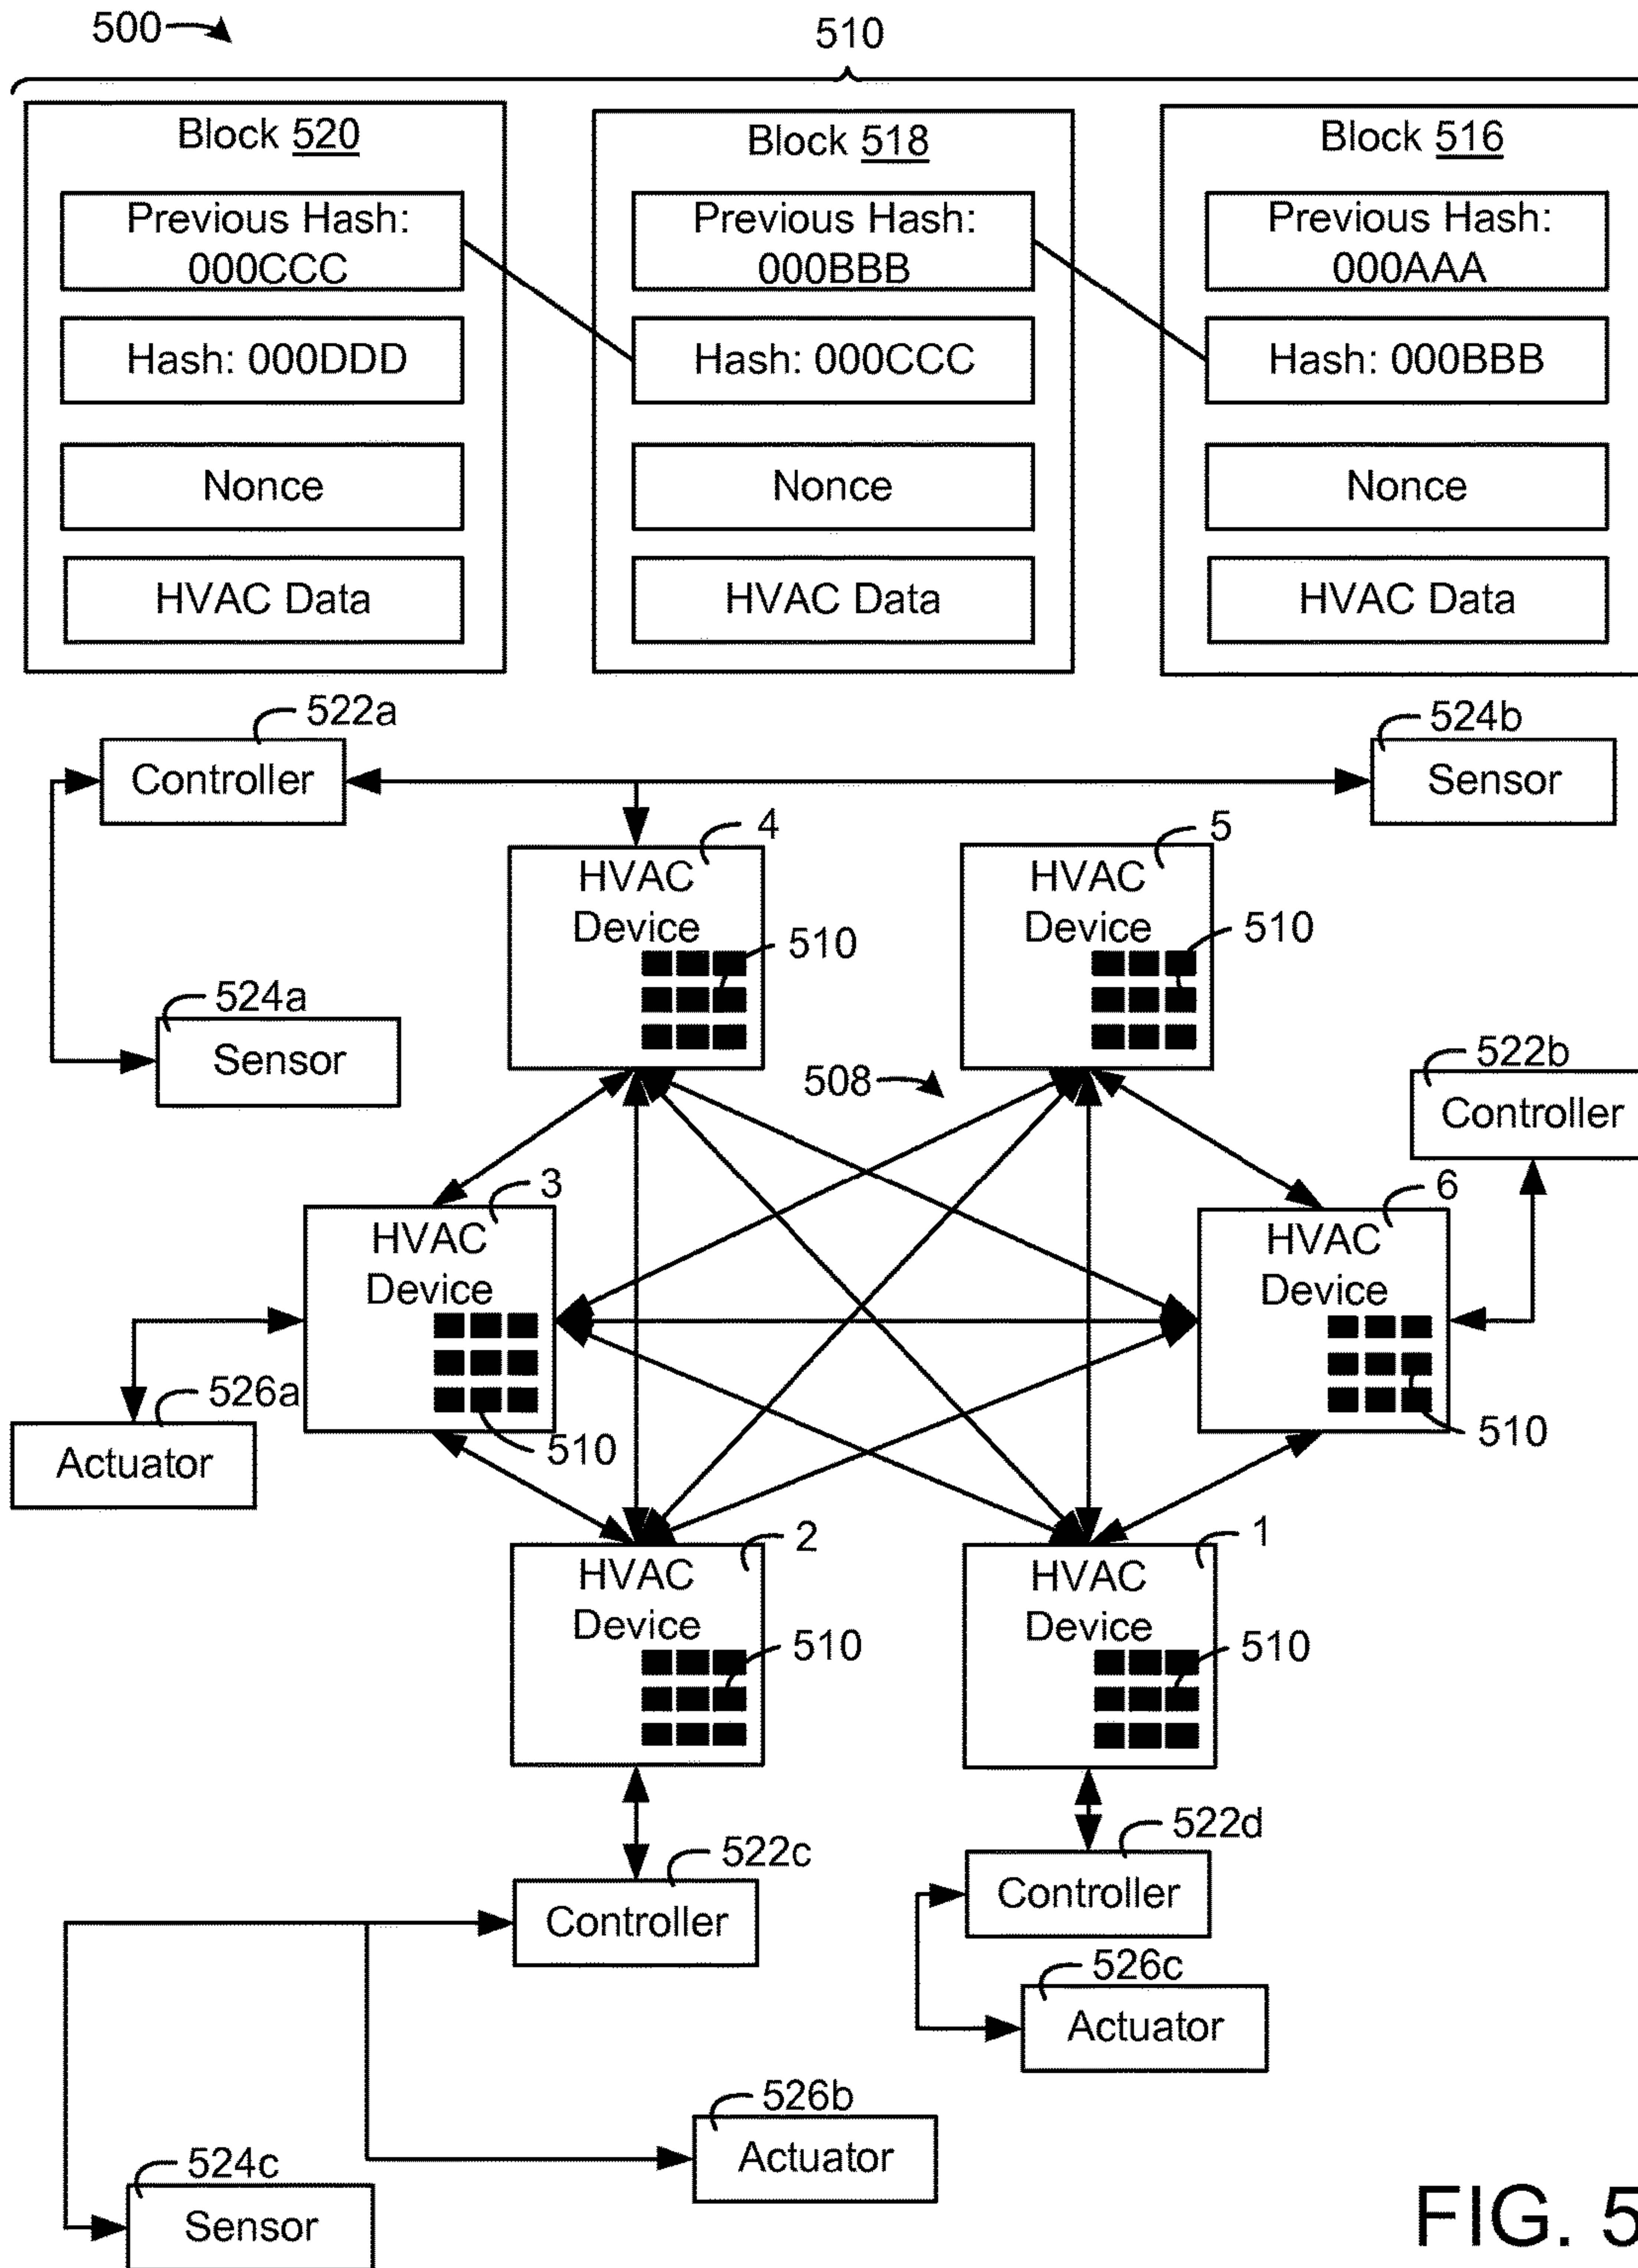 500
510
Block 520
Previous Hash:
000CCC
Hash: 000DDD
Nonce
HVAC Data
Block 518
Previous Hash:
000BBB
Hash: 000CCC
Nonce
HVAC Data
Block 516
Previous Hash:
000AAA
Hash: 000BBB
Nonce
HVAC Data
522a
Controller
524b
Sensor
4
HVAC
Device
510
5
HVAC
Device
510
524a
Sensor
508
522b
Controller
3
HVAC
Device
510
6
HVAC
Device
510
526a
Actuator
2
HVAC
Device
510
1
HVAC
Device
510
522c
Controller
522d
Controller
526c
Actuator
526b
Actuator
524c
Sensor
FIG. 5